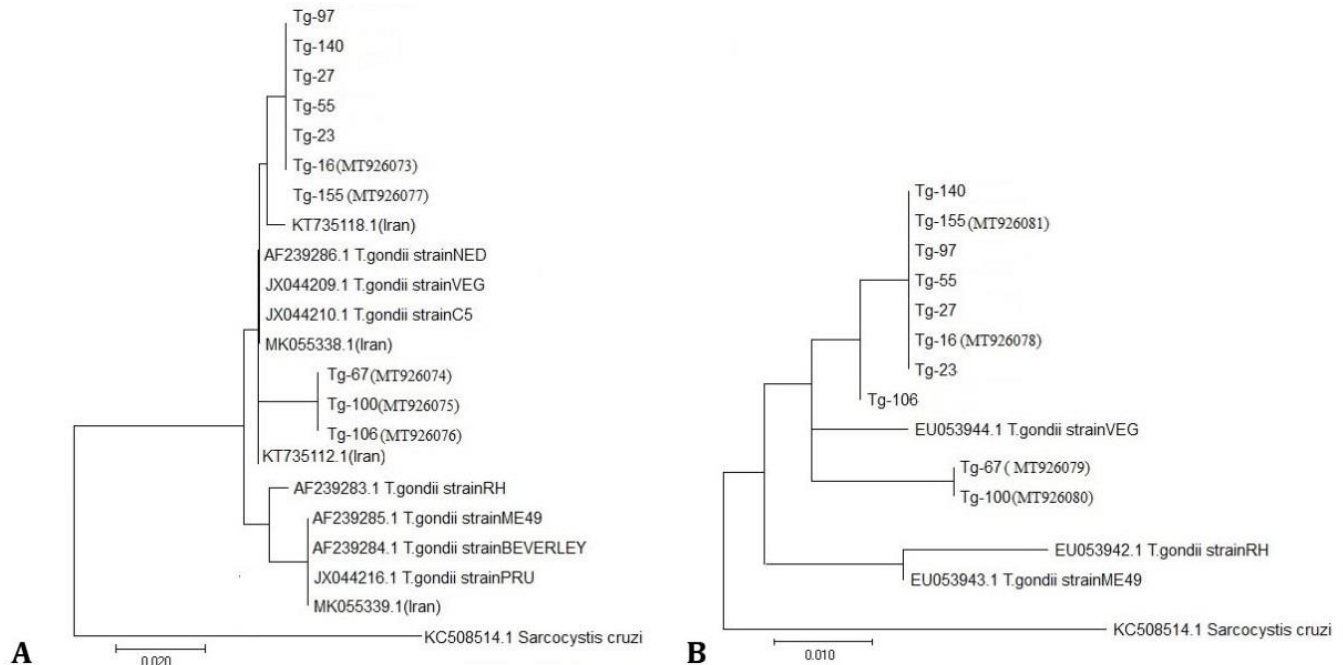 Tg-97
Tg-140
Tg-27
Tg-55
Tg-23
Tg-16(MT926073)
Tg-155(MT926077)
KT735118.1(Iran)
AF239286.1 T.gondii strainNED
JX044209.1 T.gondii strainVEG
JX044210.1 T.gondii strainC5
MK055338.1(Iran)
Tg-67(MT926074)
Tg-100(MT926075)
Tg-106(MT926076)
KT735112.1(Iran)
AF239283.1 T.gondii strainRH
AF239285.1 T.gondii strainME49
AF239284.1 T.gondii strainBEVERLEY
JX044216.1 T.gondii strainPRU
MK055339.1(Iran)
KC508514.1 Sarcocystis cruzi
0.020
A
Tg-140
Tg-155(MT926081)
Tg-97
Tg-55
Tg-27
Tg-16(MT926078)
Tg-23
Tg-106
EU053944.1 T.gondii strainVEG
Tg-67( MT926079)
Tg-100(MT926080)
EU053942.1 T.gondii strainRH
EU053943.1 T.gondii strainME49
KC508514.1 Sarcocystis cruzi
0.010
B